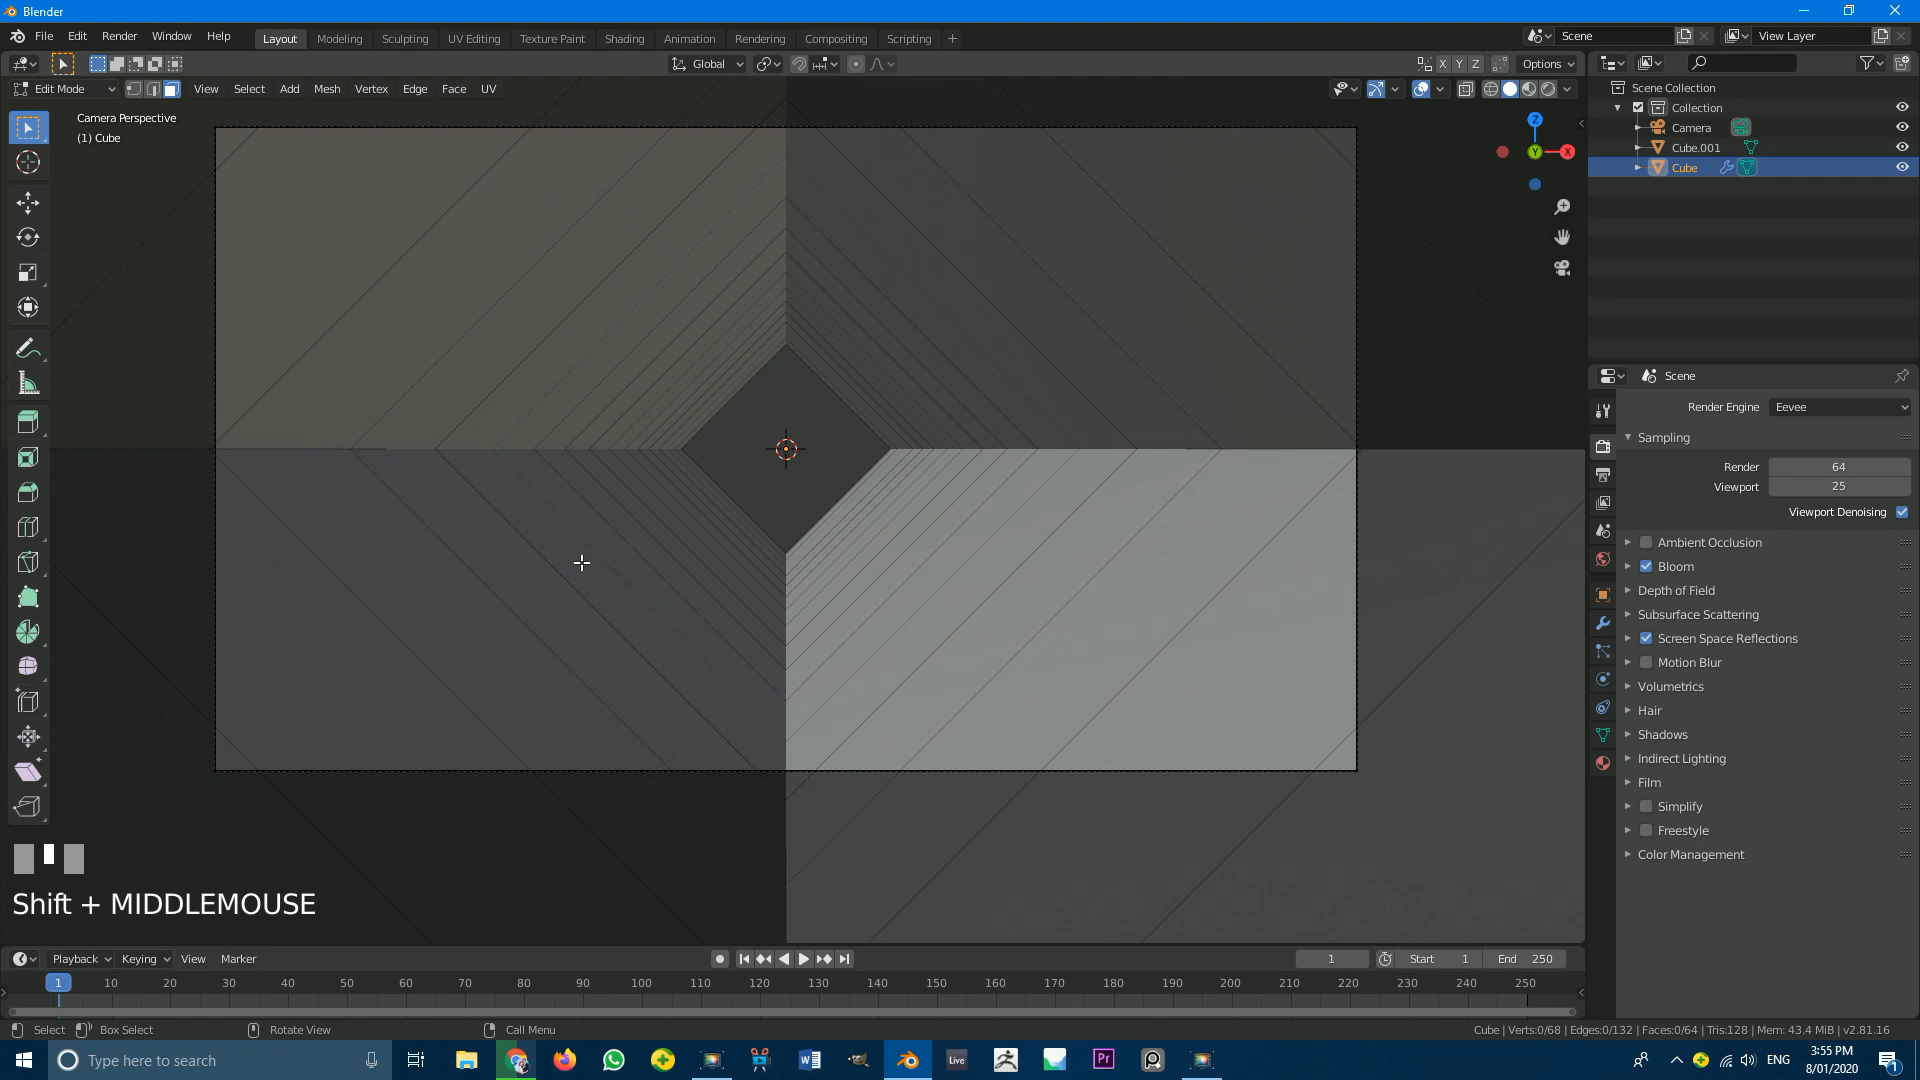 Blender
File Edit Render Window Help
Layout Modeling Sculpting UV Editing Texture Paint Shading Animation Rendering Compositing Scripting +
Scene
View Layer
Global
X Y Z
Options
Edit Mode
View Select Add Mesh Vertex Edge Face UV
Camera Perspective
(1) Cube
Z
Y
X
Scene Collection
Collection
Camera
Cube.001
Cube
Scene
Render Engine Eevee
Sampling
Render 64
Viewport 25
Viewport Denoising
Ambient Occlusion
Bloom
Depth of Field
Subsurface Scattering
Screen Space Reflections
Motion Blur
Volumetrics
Hair
Shadows
Indirect Lighting
Film
Simplify
Freestyle
Color Management
Shift + MIDDLEMOUSE
Playback Keying View Marker
1 Start 1 End 250
1 10 20 30 40 50 60 70 80 90 100 110 120 130 140 150 160 170 180 190 200 210 220 230 240 250
Select Box Select Rotate View Call Menu
Cube | Verts:0/68 | Edges:0/132 | Faces:0/64 | Tris:128 | Mem: 43.4 MiB | v2.81.16
Type here to search
W
Live
Pr
ENG
3:55 PM
8/01/2020
1